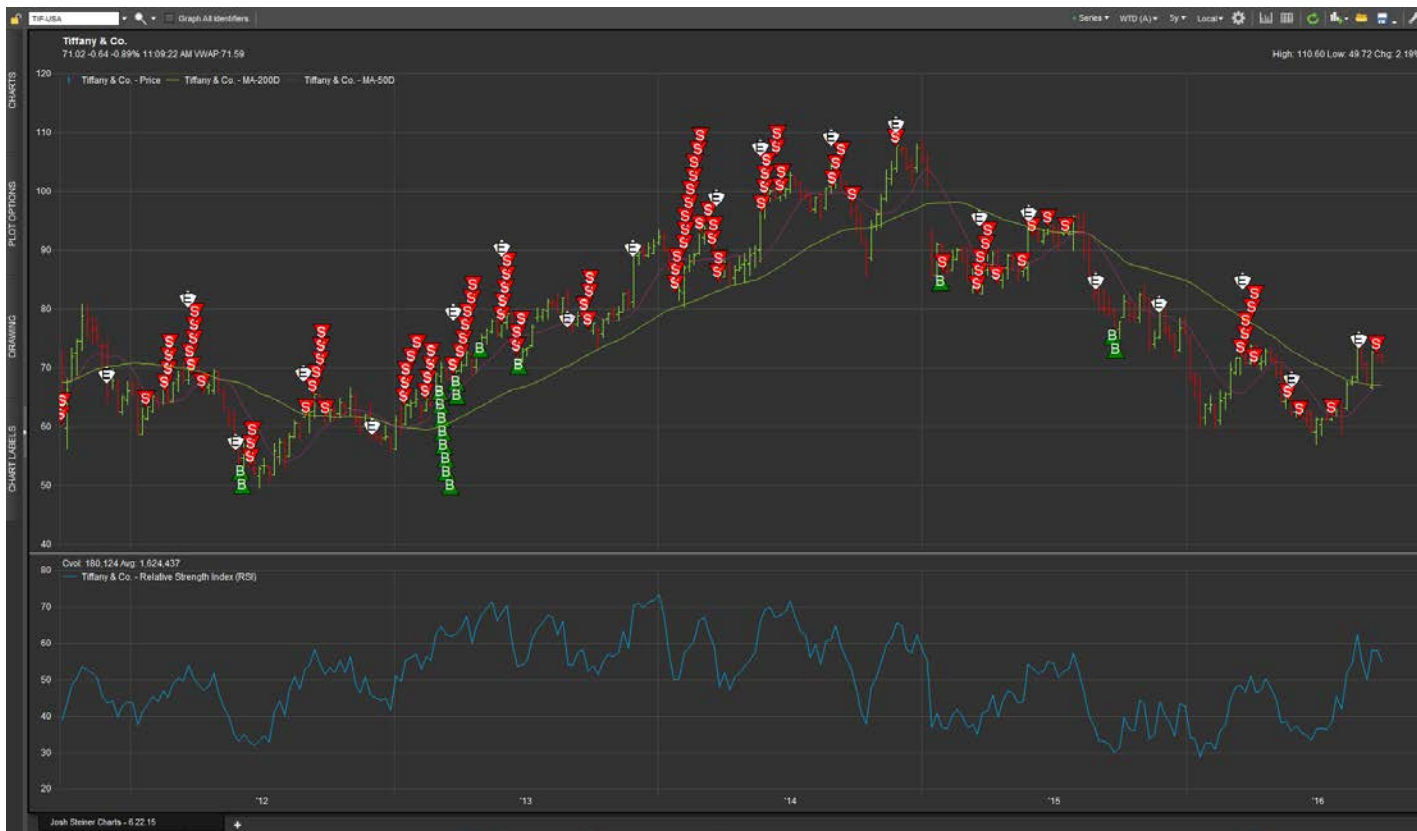 TIF-USA Graph All Identifiers Series WTD (A) 5y Local
Tiffany & Co.
71.02 -0.64 -0.89% 11:09:22 AM VWAP:71.59
High: 110.60 Low: 49.72 Chg: 2.19%
Tiffany & Co. - Price Tiffany & Co. - MA-200D Tiffany & Co. - MA-50D
CHARTS
PLOT OPTIONS
DRAWING
CHART LABELS
120
110
100
90
80
70
60
50
40
Cvol: 180,124 Avg: 1,624,437
Tiffany & Co. - Relative Strength Index (RSI)
80
70
60
50
40
30
20
'12 '13 '14 '15 '16
Josh Steiner Charts - 6.22.15 +